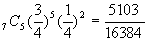 ₇C₅(3/4)⁵(1/4)² = 5103/16384